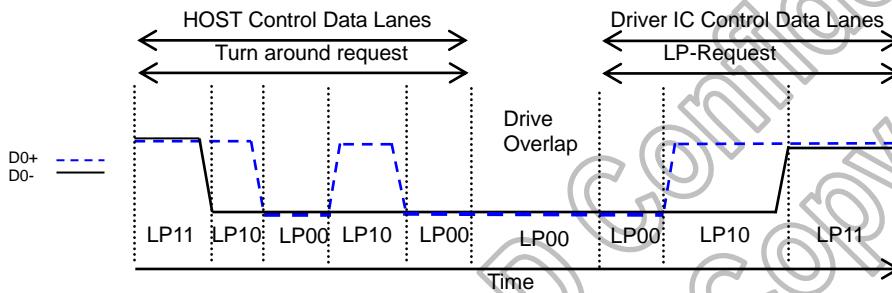 HOST Control Data Lanes
Driver IC Control Data Lanes
Turn around request
LP-Request
Drive
Overlap
D0+
D0-
LP11
LP10
LP00
LP10
LP00
LP00
LP00
LP10
LP11
Time